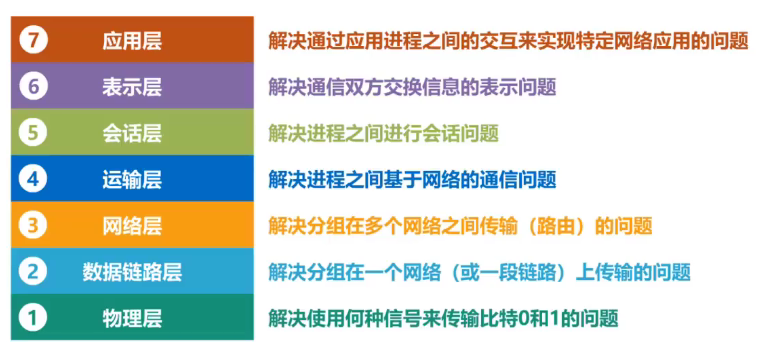 7 应用层 解决通过应用进程之间的交互来实现特定网络应用的问题
6 表示层 解决通信双方交换信息的表示问题
5 会话层 解决进程之间进行会话问题
4 运输层 解决进程之间基于网络的通信问题
3 网络层 解决分组在多个网络之间传输（路由）的问题
2 数据链路层 解决分组在一个网络（或一段链路）上传输的问题
1 物理层 解决使用何种信号来传输比特0和1的问题